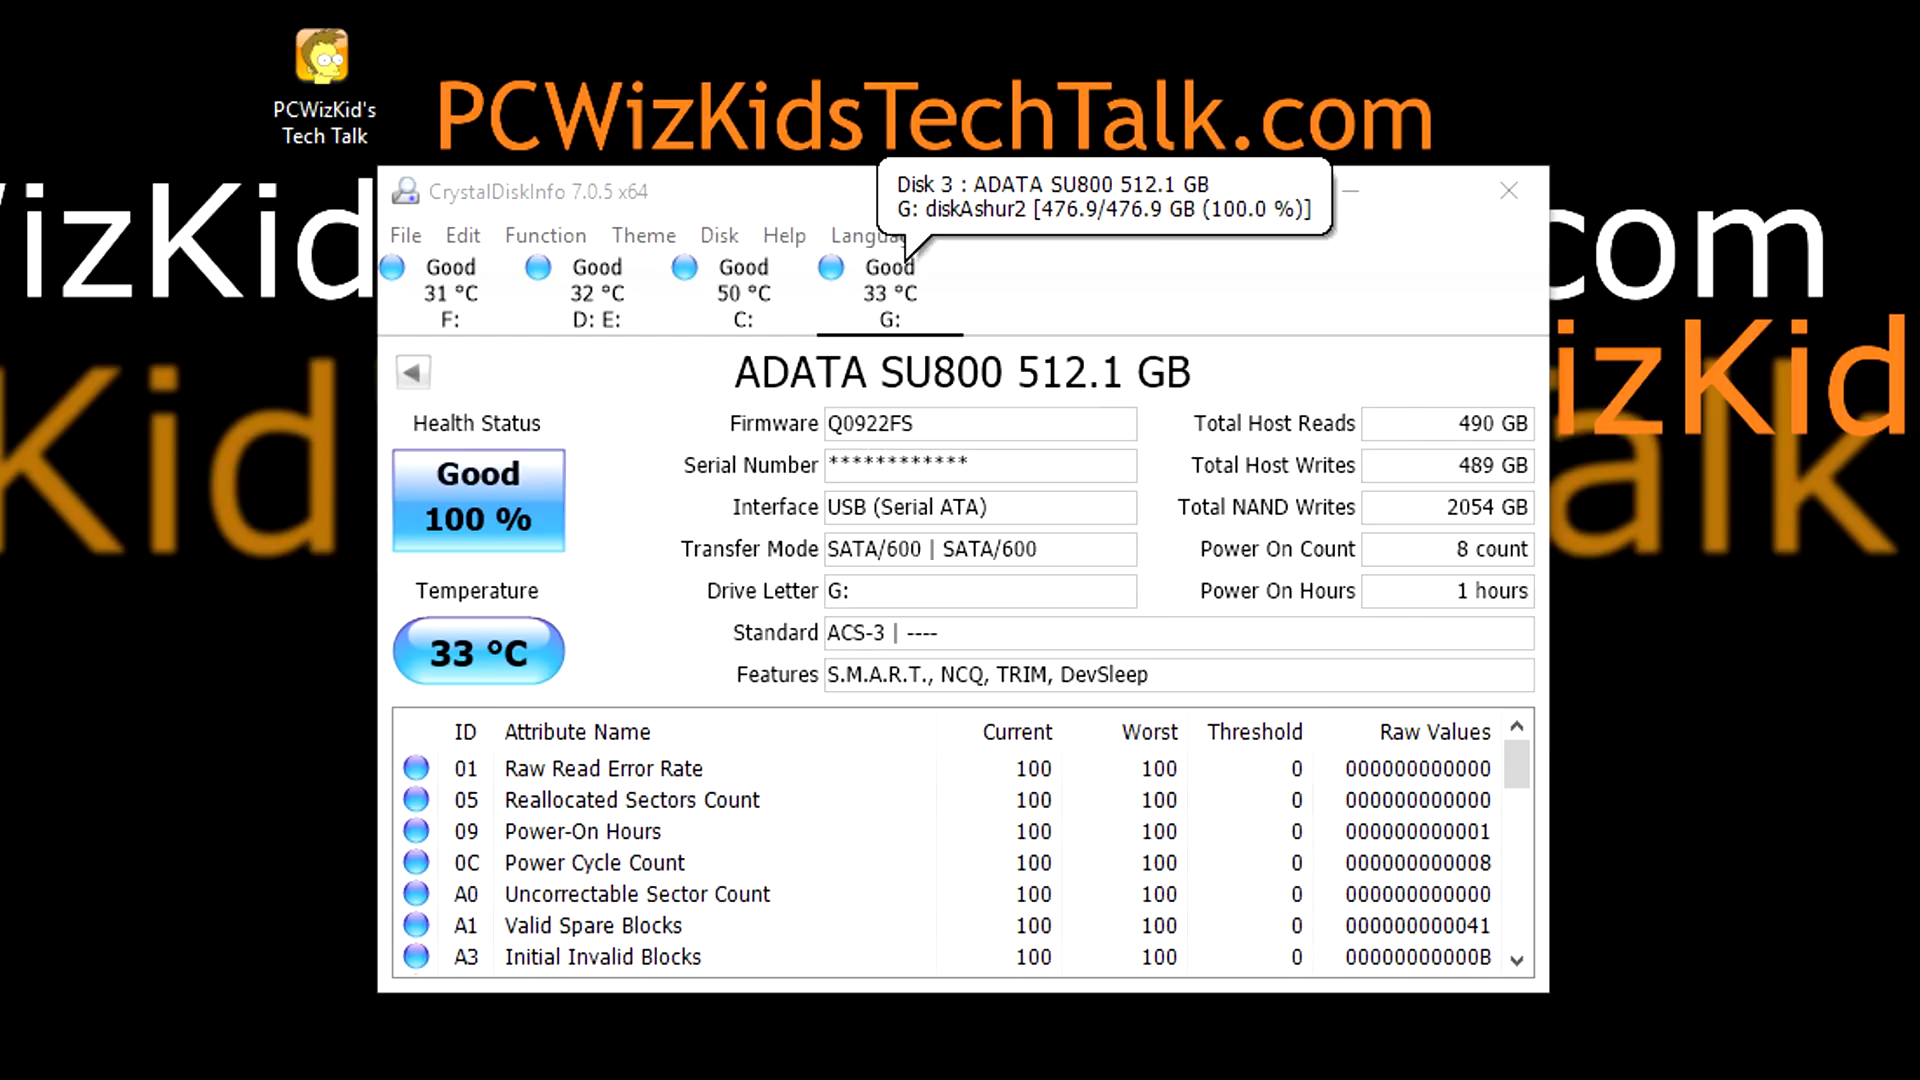 PCWizKid's
Tech Talk
PCWizKidsTechTalk.com
WizKid
com
izKid
Kid
alk
CrystalDiskInfo 7.0.5 x64
Disk 3 : ADATA SU800 512.1 GB
G: diskAshur2 [476.9/476.9 GB (100.0 %)]
File Edit Function Theme Disk Help Langua
Good Good Good Good
31 °C 32 °C 50 °C 33 °C
F: D: E: C: G:
ADATA SU800 512.1 GB
Health Status
Good
100 %
Temperature
33 °C
Firmware Q0922FS Total Host Reads 490 GB
Serial Number ************ Total Host Writes 489 GB
Interface USB (Serial ATA) Total NAND Writes 2054 GB
Transfer Mode SATA/600 | SATA/600 Power On Count 8 count
Drive Letter G: Power On Hours 1 hours
Standard ACS-3 | ----
Features S.M.A.R.T., NCQ, TRIM, DevSleep
ID Attribute Name Current Worst Threshold Raw Values
01 Raw Read Error Rate 100 100 0 000000000000
05 Reallocated Sectors Count 100 100 0 000000000000
09 Power-On Hours 100 100 0 000000000001
0C Power Cycle Count 100 100 0 000000000008
A0 Uncorrectable Sector Count 100 100 0 000000000000
A1 Valid Spare Blocks 100 100 0 000000000041
A3 Initial Invalid Blocks 100 100 0 00000000000B